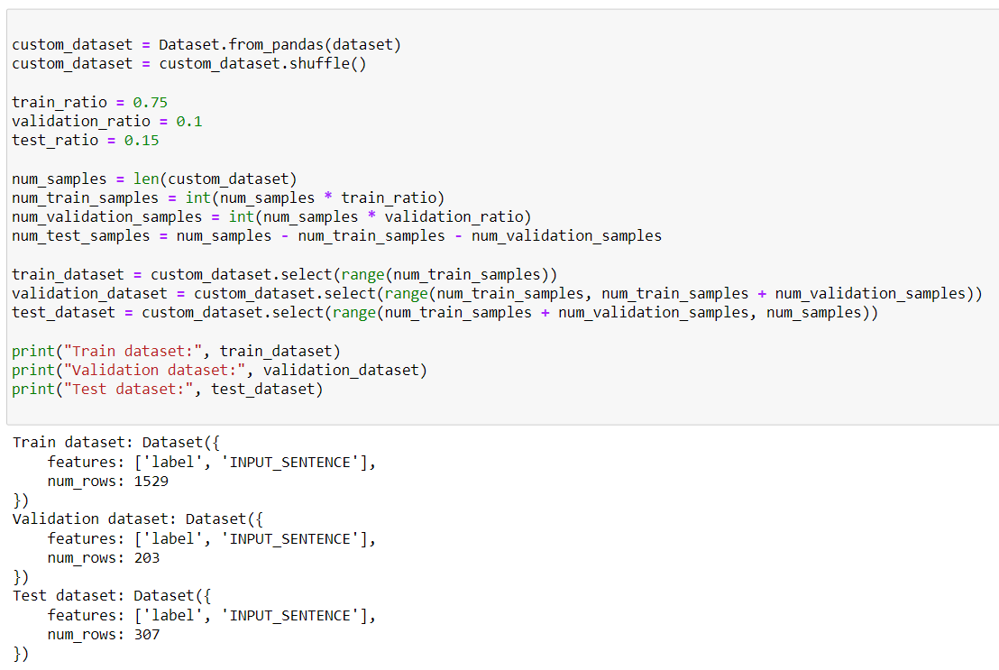 custom_dataset = Dataset.from_pandas(dataset)
custom_dataset = custom_dataset.shuffle()
train_ratio = 0.75
validation_ratio = 0.1
test_ratio = 0.15
num_samples = len(custom_dataset)
num_train_samples = int(num_samples * train_ratio)
num_validation_samples = int(num_samples * validation_ratio)
num_test_samples = num_samples - num_train_samples - num_validation_samples
train_dataset = custom_dataset.select(range(num_train_samples))
validation_dataset = custom_dataset.select(range(num_train_samples, num_train_samples + num_validation_samples))
test_dataset = custom_dataset.select(range(num_train_samples + num_validation_samples, num_samples))
print("Train dataset:", train_dataset)
print("Validation dataset:", validation_dataset)
print("Test dataset:", test_dataset)
Train dataset: Dataset({
    features: ['label', 'INPUT_SENTENCE'],
    num_rows: 1529
})
Validation dataset: Dataset({
    features: ['label', 'INPUT_SENTENCE'],
    num_rows: 203
})
Test dataset: Dataset({
    features: ['label', 'INPUT_SENTENCE'],
    num_rows: 307
})